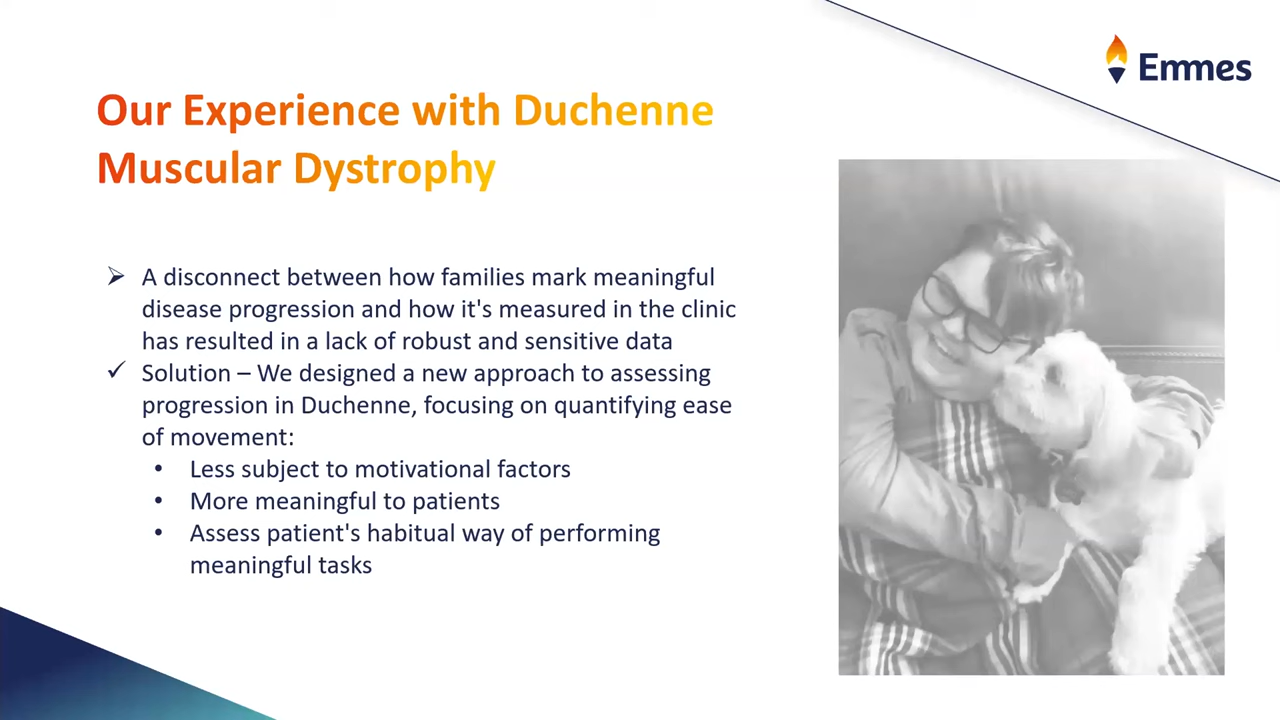 Emmes
Our Experience with Duchenne
Muscular Dystrophy
➢ A disconnect between how families mark meaningful
disease progression and how it's measured in the clinic
has resulted in a lack of robust and sensitive data
✓ Solution – We designed a new approach to assessing
progression in Duchenne, focusing on quantifying ease
of movement:
• Less subject to motivational factors
• More meaningful to patients
• Assess patient's habitual way of performing
meaningful tasks